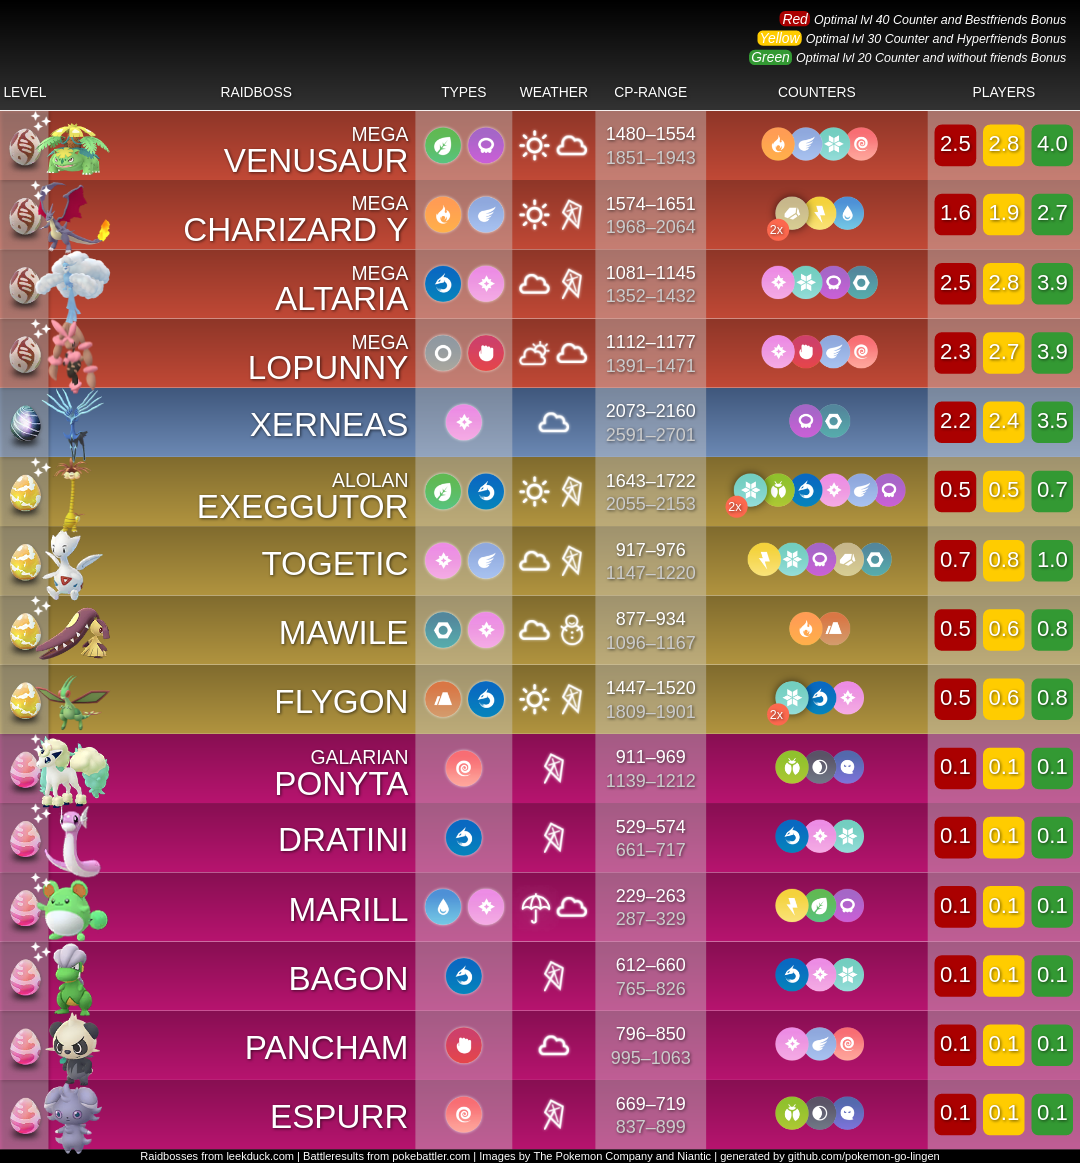 Red Optimal lvl 40 Counter and Bestfriends Bonus
Yellow Optimal lvl 30 Counter and Hyperfriends Bonus
Green Optimal lvl 20 Counter and without friends Bonus
LEVEL RAIDBOSS TYPES WEATHER CP-RANGE COUNTERS PLAYERS
MEGA
VENUSAUR
1480–1554
1851–1943
2.5 2.8 4.0
MEGA
CHARIZARD Y
1574–1651
1968–2064
2x
1.6 1.9 2.7
MEGA
ALTARIA
1081–1145
1352–1432
2.5 2.8 3.9
MEGA
LOPUNNY
1112–1177
1391–1471
2.3 2.7 3.9
XERNEAS
2073–2160
2591–2701
2.2 2.4 3.5
ALOLAN
EXEGGUTOR
1643–1722
2055–2153
2x
0.5 0.5 0.7
TOGETIC
917–976
1147–1220
0.7 0.8 1.0
MAWILE
877–934
1096–1167
0.5 0.6 0.8
FLYGON
1447–1520
1809–1901
2x
0.5 0.6 0.8
GALARIAN
PONYTA
911–969
1139–1212
0.1 0.1 0.1
DRATINI
529–574
661–717
0.1 0.1 0.1
MARILL
229–263
287–329
0.1 0.1 0.1
BAGON
612–660
765–826
0.1 0.1 0.1
PANCHAM
796–850
995–1063
0.1 0.1 0.1
ESPURR
669–719
837–899
0.1 0.1 0.1
Raidbosses from leekduck.com | Battleresults from pokebattler.com | Images by The Pokemon Company and Niantic | generated by github.com/pokemon-go-lingen